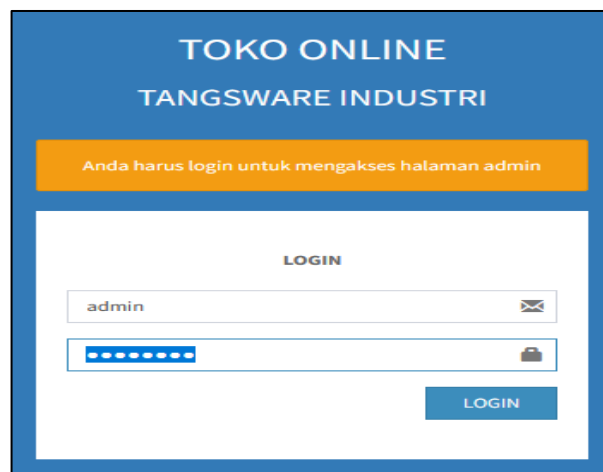 TOKO ONLINE
TANGSWARE INDUSTRI
Anda harus login untuk mengakses halaman admin
LOGIN
admin
••••••••
LOGIN